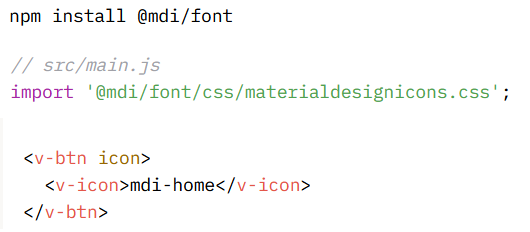 npm install @mdi/font
// src/main.js
import '@mdi/font/css/materialdesignicons.css';
<v-btn icon>
<v-icon>mdi-home</v-icon>
</v-btn>